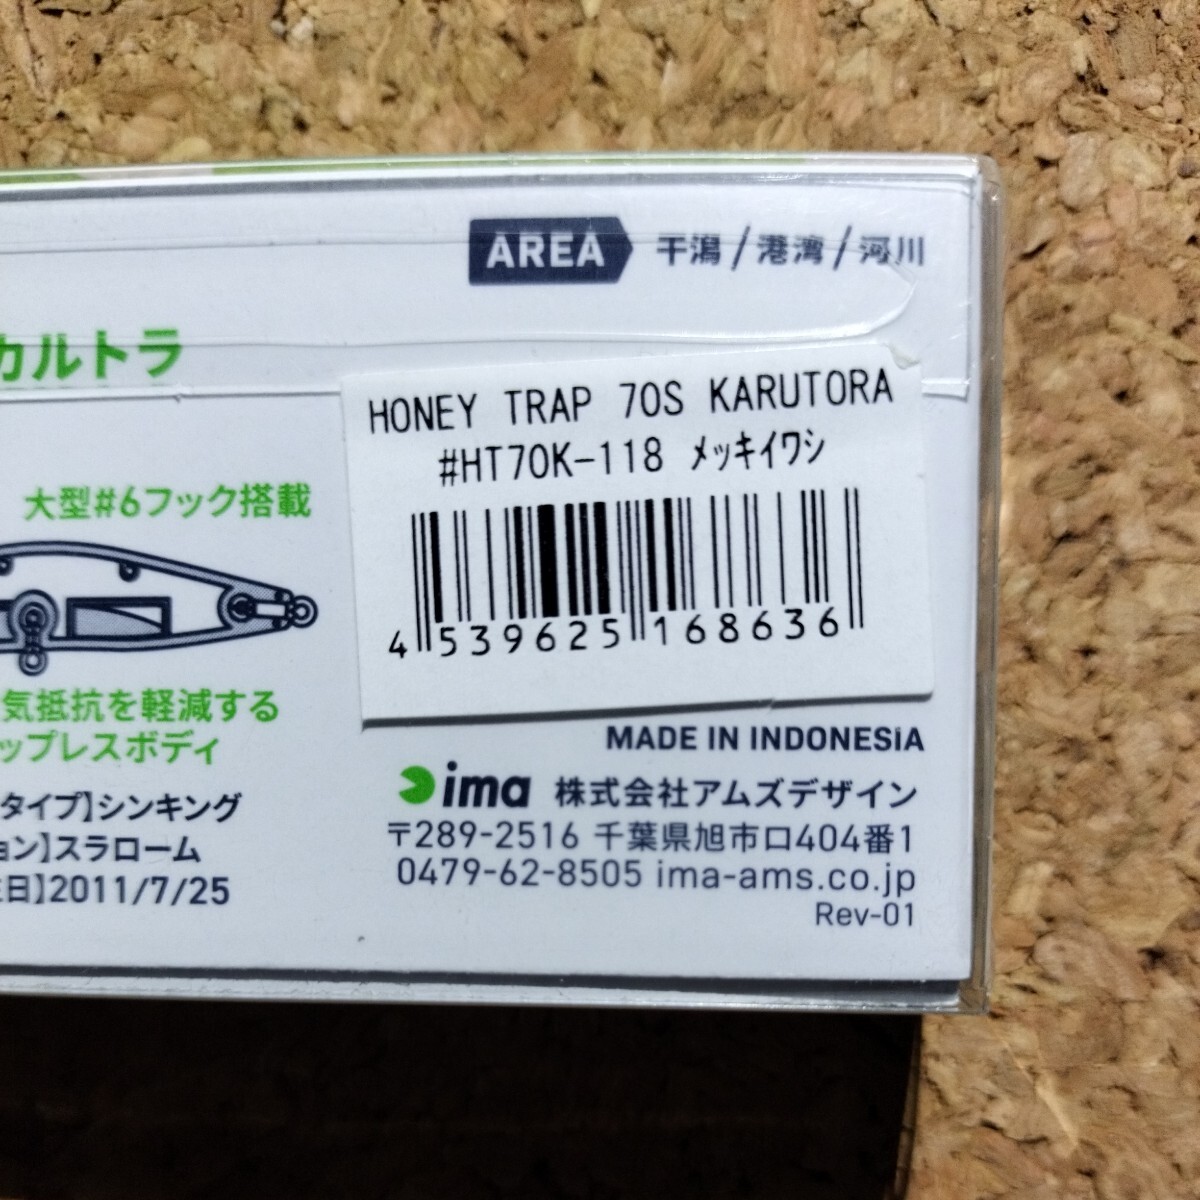 AREA 干潟/港湾/河川
カルトラ
HONEY TRAP 70S KARUTORA
#HT70K-118 ﾒｯｷｲﾜｼ
大型#6フック搭載
4 539625 168636
気抵抗を軽減する
ップレスボディ
MADE IN INDONESIA
タイプ】シンキング
ima 株式会社アムズデザイン
ョン】スラローム
〒289-2516 千葉県旭市ロ404番1
日】2011/7/25
0479-62-8505 ima-ams.co.jp
Rev-01